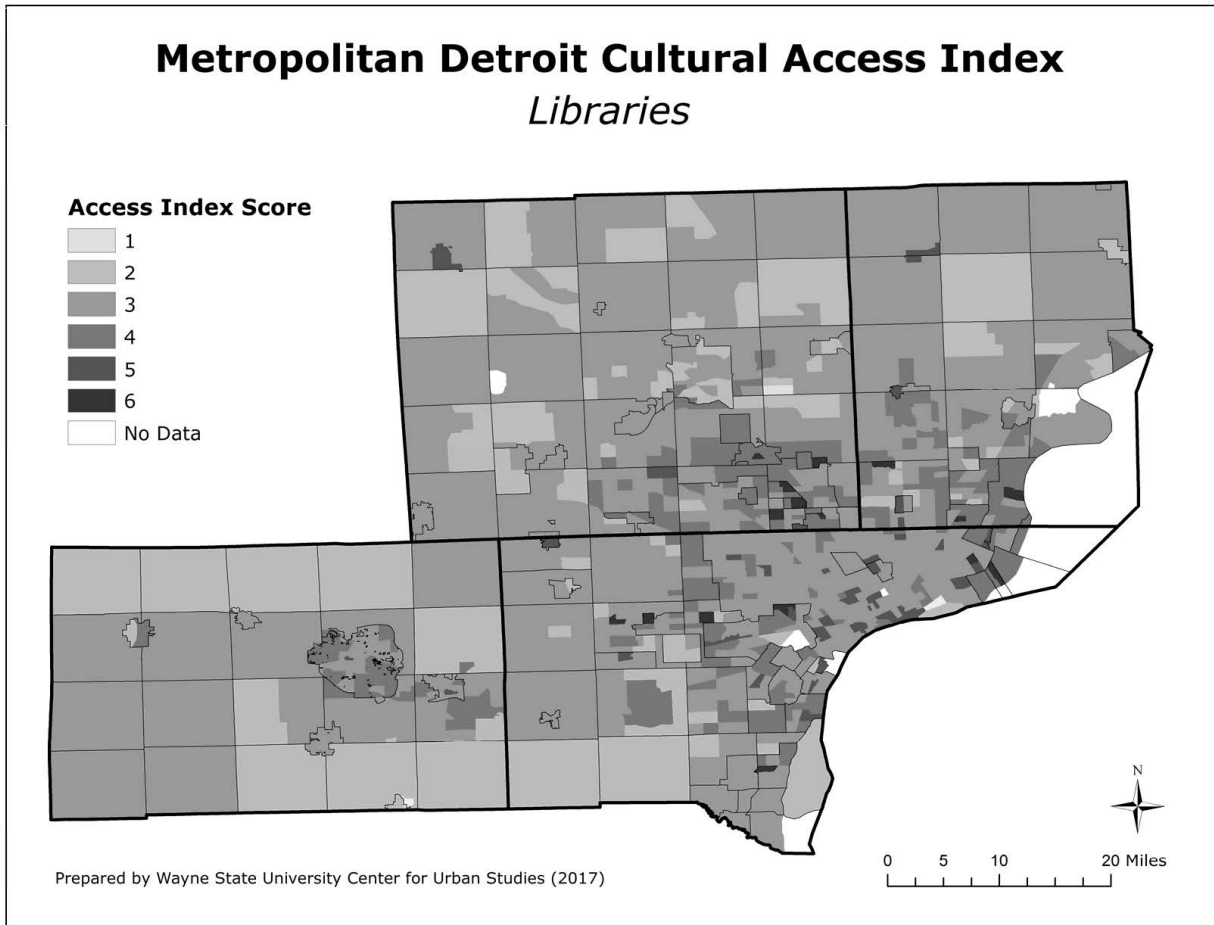 Metropolitan Detroit Cultural Access Index
Libraries
Access Index Score
1
2
3
4
5
6
No Data
N
0 5 10 20 Miles
Prepared by Wayne State University Center for Urban Studies (2017)